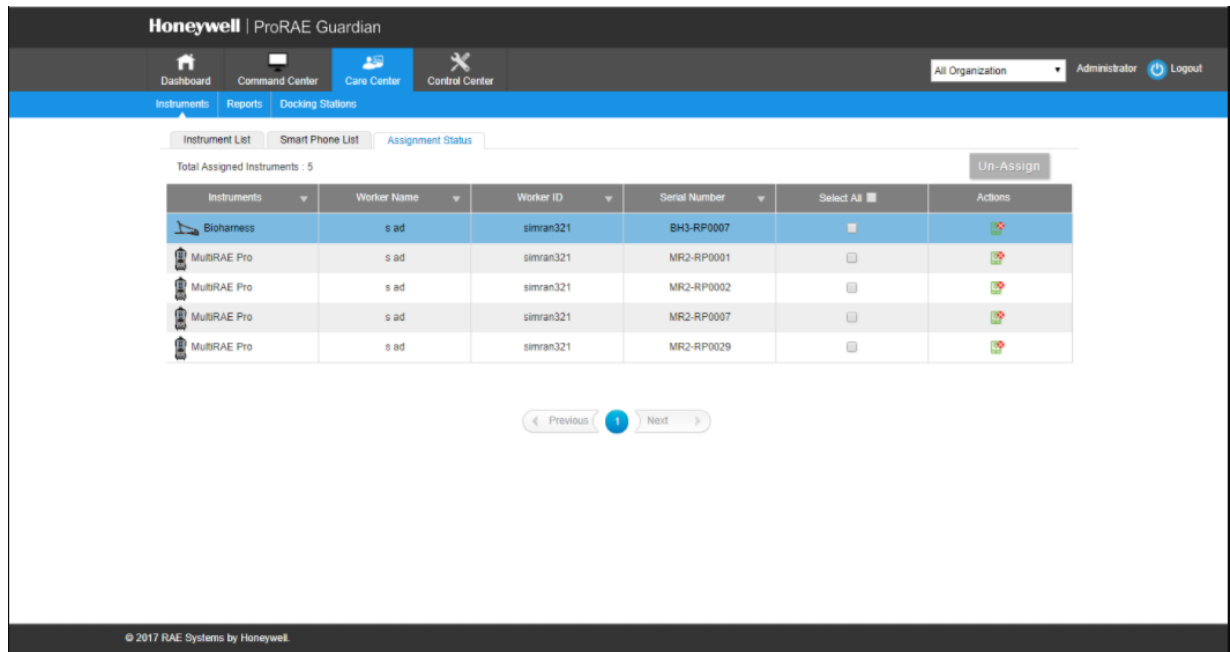 Honeywell | ProRAE Guardian
Dashboard Command Center Care Center Control Center All Organization Administrator Logout
Instruments Reports Docking Stations
Instrument List Smart Phone List Assignment Status
Total Assigned Instruments : 5 Un-Assign
Instruments Worker Name Worker ID Serial Number Select All Actions
Bioharness s ad simran321 BH3-RP0007
MultiRAE Pro s ad simran321 MR2-RP0001
MultiRAE Pro s ad simran321 MR2-RP0002
MultiRAE Pro s ad simran321 MR2-RP0007
MultiRAE Pro s ad simran321 MR2-RP0029
Previous 1 Next
© 2017 RAE Systems by Honeywell.